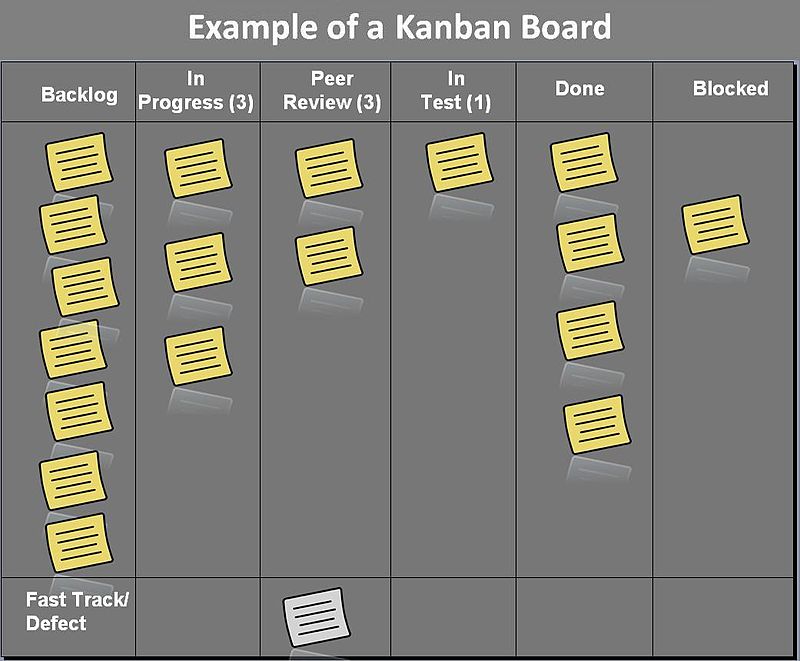 Example of a Kanban Board
Backlog
In
Progress (3)
Peer
Review (3)
In
Test (1)
Done
Blocked
Fast Track/
Defect